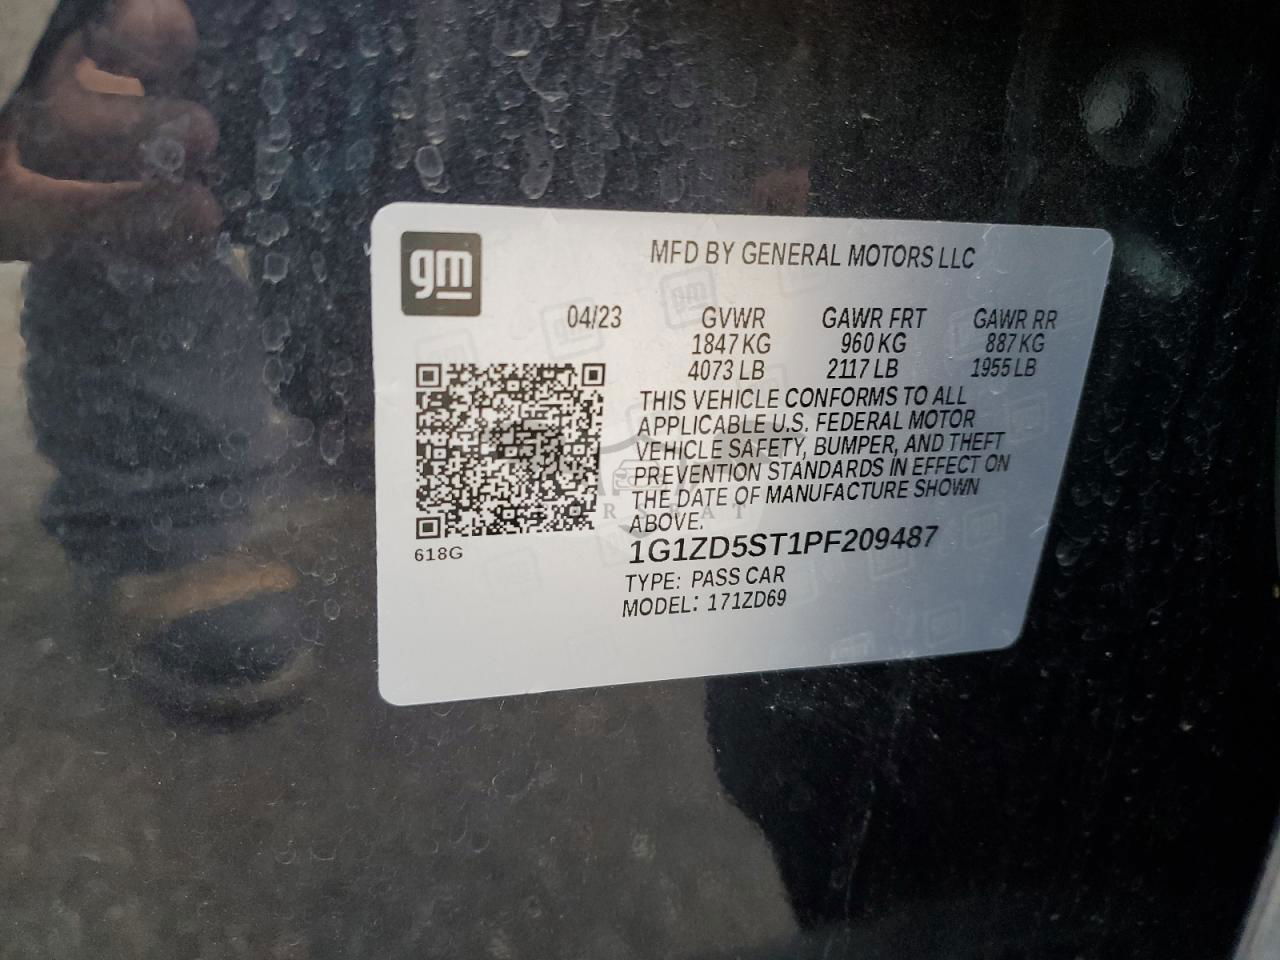 gm
MFD BY GENERAL MOTORS LLC
04/23 GVWR GAWR FRT GAWR RR
1847 KG 960 KG 887 KG
4073 LB 2117 LB 1955 LB
THIS VEHICLE CONFORMS TO ALL
APPLICABLE U.S. FEDERAL MOTOR
VEHICLE SAFETY, BUMPER, AND THEFT
PREVENTION STANDARDS IN EFFECT ON
THE DATE OF MANUFACTURE SHOWN
ABOVE.
1G1ZD5ST1PF209487
618G
TYPE: PASS CAR
MODEL: 171ZD69